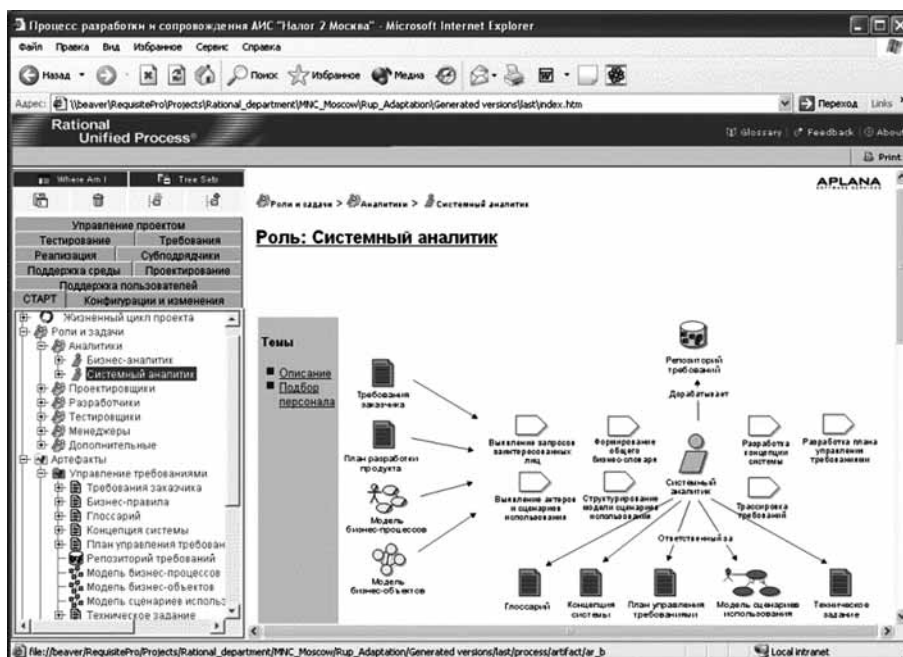 Процесс разработки и сопровождения АИС "Налог 2 Москва" - Microsoft Internet Explorer
Файл Правка Вид Избранное Сервис Справка
Назад Поиск Избранное Медиа
Адрес: \\beaver\RequisitePro\Projects\Rational_department\MNC_Moscow\Rup_Adaptation\Generated versions\last\index.htm Переход Links
Rational
Unified Process®
Glossary Feedback About
Print
Where Am I Tree Sets
APLANA
SOFTWARE SERVICES
Роли и задачи > Аналитики > Системный аналитик
Роль: Системный аналитик
Управление проектом
Тестирование Требования
Реализация Субподрядчики
Поддержка среды Проектирование
Поддержка пользователей
СТАРТ Конфигурации и изменения
Жизненный цикл проекта
Роли и задачи
Аналитики
Бизнес-аналитик
Системный аналитик
Проектировщики
Разработчики
Тестировщики
Менеджеры
Дополнительные
Артефакты
Управление требованиями
Требования заказчика
Бизнес-правила
Глоссарий
Концепция системы
План управления требован
Репозиторий требований
Модель бизнес-процессов
Модель бизнес-объектов
Модель сценариев использ
Техническое задание
Темы
Описание
Подбор
персонала
Требования
заказчика
План разработки
продукта
Модель
бизнес-процессов
Модель
бизнес-объектов
Репозиторий
требований
Дорабатывает
Выявление запросов
заинтересованных
лиц
Формирование
общего
бизнес-словаря
Разработка
концепции
системы
Разработка плана
управления
требованиями
Системный
аналитик
Выявление актеров
и сценариев
использования
Структурирование
модели сценариев
использования
Трассировка
требований
Ответственный за
Глоссарий
Концепция
системы
План управления
требованиями
Модель сценариев
использования
Техническое
задание
file://beaver/RequisitePro/Projects/Rational_department/MNC_Moscow/Rup_Adaptation/Generated versions/last/process/artifact/ar_b Local intranet